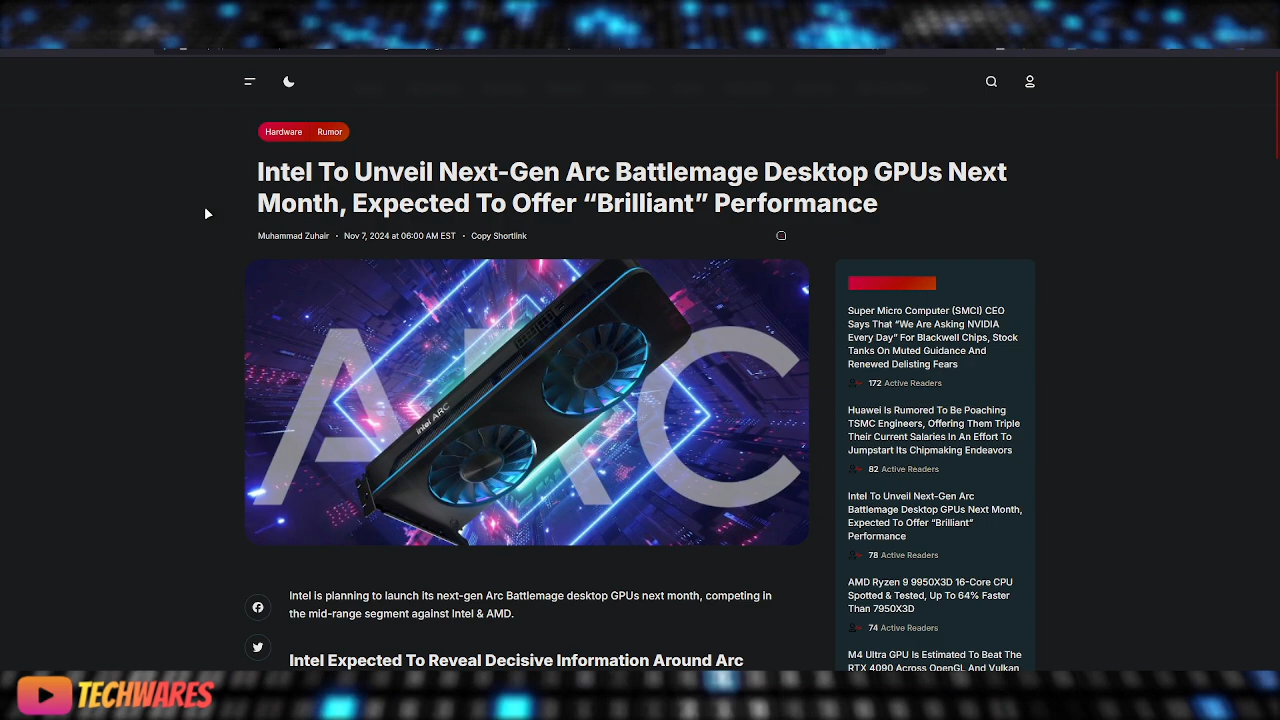 Hardware Rumor
Intel To Unveil Next-Gen Arc Battlemage Desktop GPUs Next
Month, Expected To Offer “Brilliant” Performance
Muhammad Zuhair • Nov 7, 2024 at 06:00 AM EST • Copy Shortlink
ARC
intel ARC
Super Micro Computer (SMCI) CEO
Says That “We Are Asking NVIDIA
Every Day” For Blackwell Chips, Stock
Tanks On Muted Guidance And
Renewed Delisting Fears
172 Active Readers
Huawei Is Rumored To Be Poaching
TSMC Engineers, Offering Them Triple
Their Current Salaries In An Effort To
Jumpstart Its Chipmaking Endeavors
82 Active Readers
Intel To Unveil Next-Gen Arc
Battlemage Desktop GPUs Next Month,
Expected To Offer “Brilliant”
Performance
78 Active Readers
AMD Ryzen 9 9950X3D 16-Core CPU
Spotted & Tested, Up To 64% Faster
Than 7950X3D
74 Active Readers
M4 Ultra GPU Is Estimated To Beat The
RTX 4090 Across OpenGL And Vulkan
Intel is planning to launch its next-gen Arc Battlemage desktop GPUs next month, competing in
the mid-range segment against Intel & AMD.
Intel Expected To Reveal Decisive Information Around Arc
TECHWARES